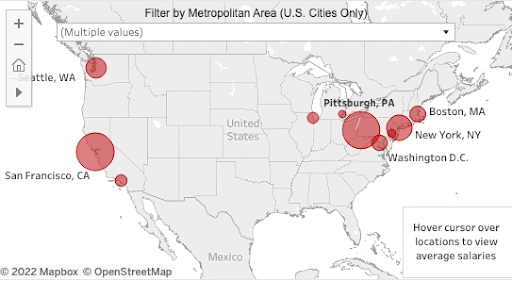 Filter by Metropolitan Area (U.S. Cities Only)
(Multiple values)
Seattle, WA
Pittsburgh, PA
Boston, MA
United
States
New York, NY
Washington D.C.
San Francisco, CA
Hover cursor over
locations to view
average salaries
Mexico
© 2022 Mapbox © OpenStreetMap